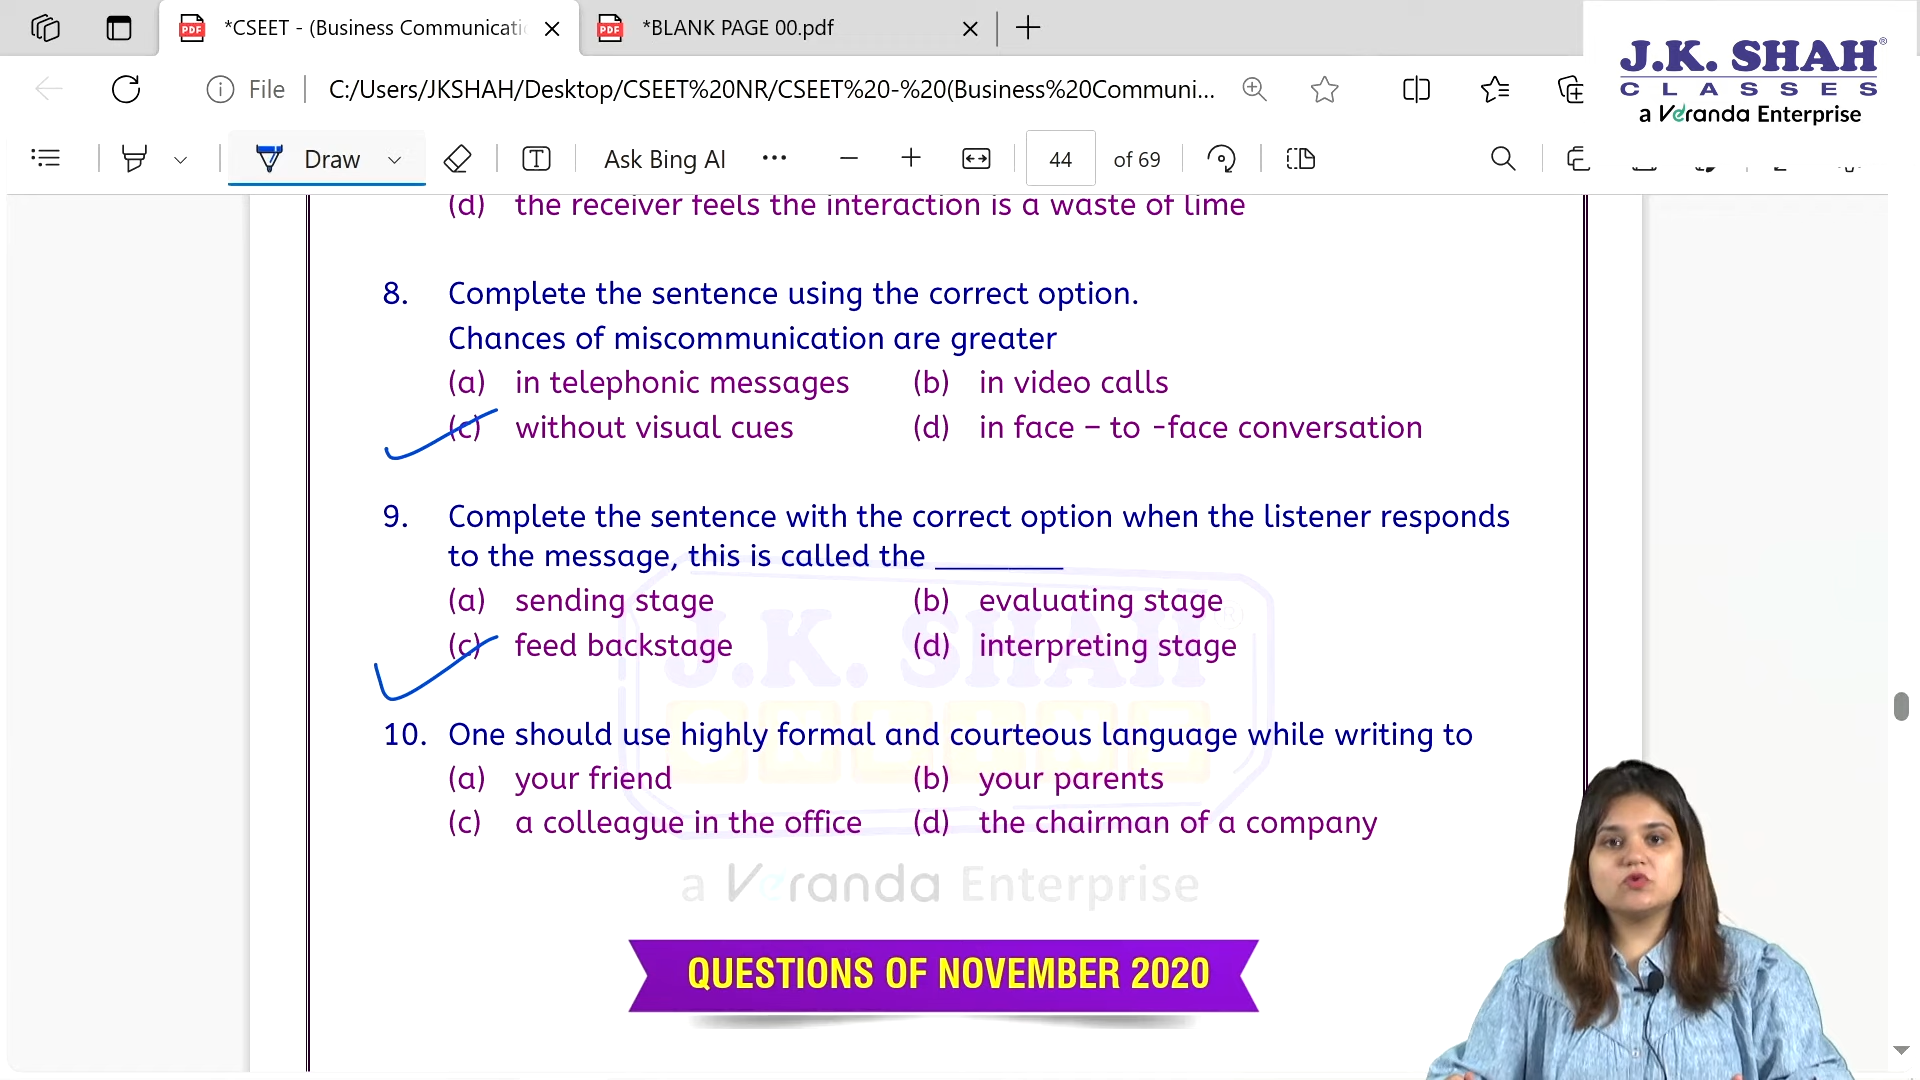 *CSEET - (Business Communicati
*BLANK PAGE 00.pdf
File
C:/Users/JKSHAH/Desktop/CSEET%20NR/CSEET%20-%20(Business%20Communi...
J.K. SHAH®
CLASSES
a Veranda Enterprise
Draw
Ask Bing AI
44
of 69
(d) the receiver feels the interaction is a waste of lime
8. Complete the sentence using the correct option.
Chances of miscommunication are greater
(a) in telephonic messages (b) in video calls
(c) without visual cues (d) in face – to -face conversation
9. Complete the sentence with the correct option when the listener responds
to the message, this is called the ________
(a) sending stage (b) evaluating stage
(c) feed backstage (d) interpreting stage
10. One should use highly formal and courteous language while writing to
(a) your friend (b) your parents
(c) a colleague in the office (d) the chairman of a company
J.K. SHAH
a Veranda Enterprise
QUESTIONS OF NOVEMBER 2020